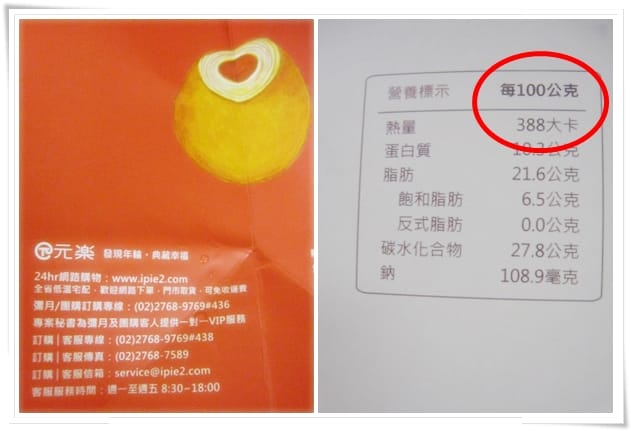 元楽 發現年輪・典藏幸福
24hr網路購物：www.ipie2.com
全省低溫宅配，歡迎網路下單，門市取貨，可免收運費
彌月/團購訂購專線：(02)2768-9769#436
專案秘書為彌月及團購客人提供一對一VIP服務
訂購|客服專線：(02)2768-9769#438
訂購|客服傳真：(02)2768-7589
訂購|客服信箱：service@ipie2.com
客服服務時間：週一至週五 8:30~18:00
營養標示 每100公克
熱量 388大卡
蛋白質 10.3公克
脂肪 21.6公克
飽和脂肪 6.5公克
反式脂肪 0.0公克
碳水化合物 27.8公克
鈉 108.9毫克